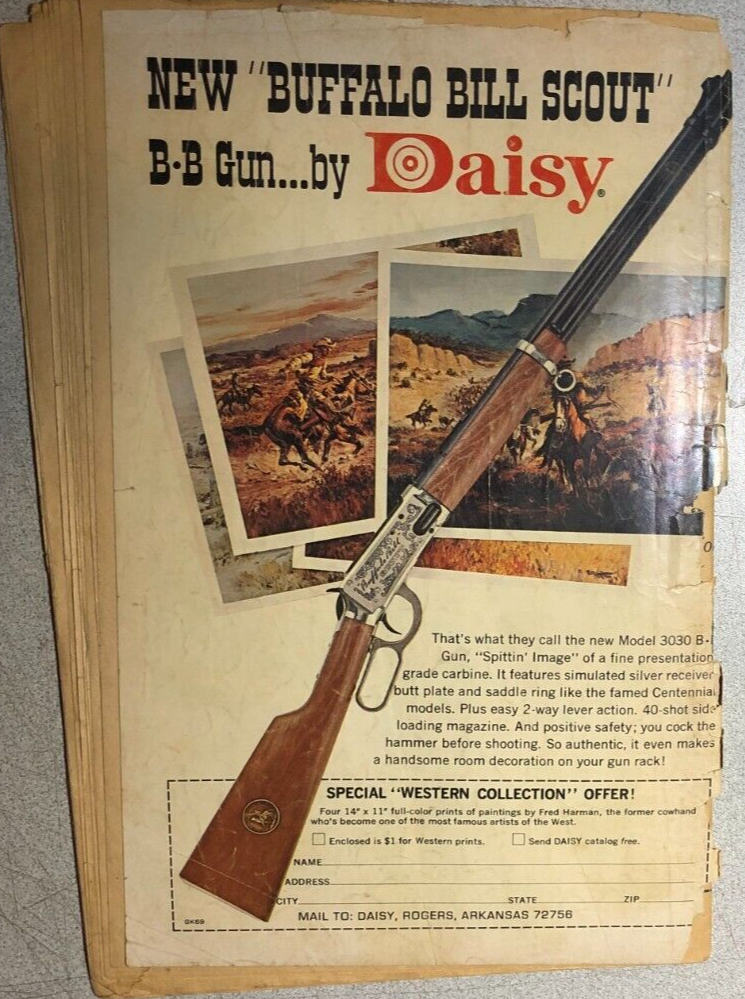 NEW "BUFFALO BILL SCOUT"
B·B Gun...by Daisy®
That's what they call the new Model 3030 B-
Gun, "Spittin' Image" of a fine presentation
grade carbine. It features simulated silver receiver
butt plate and saddle ring like the famed Centennial
models. Plus easy 2-way lever action. 40-shot side
loading magazine. And positive safety; you cock the
hammer before shooting. So authentic, it even makes
a handsome room decoration on your gun rack!
SPECIAL "WESTERN COLLECTION" OFFER!
Four 14" x 11" full-color prints of paintings by Fred Harman, the former cowhand
who's become one of the most famous artists of the West.
Enclosed is $1 for Western prints. Send DAISY catalog free.
NAME
ADDRESS
CITY STATE ZIP
GK69 MAIL TO: DAISY, ROGERS, ARKANSAS 72756
Buffalo Bill